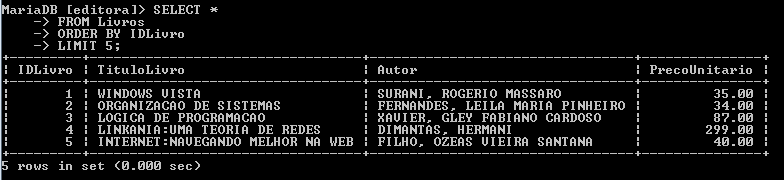 MariaDB [editora]> SELECT *
-> FROM Livros
-> ORDER BY IDLivro
-> LIMIT 5;
+---------+---------------------------------+----------------------------------+---------------+
| IDLivro | TituloLivro | Autor | PrecoUnitario |
+---------+---------------------------------+----------------------------------+---------------+
| 1 | WINDOWS VISTA | SURANI, ROGERIO MASSARO | 35.00 |
| 2 | ORGANIZACAO DE SISTEMAS | FERNANDES, LEILA MARIA PINHEIRO | 34.00 |
| 3 | LOGICA DE PROGRAMACAO | XAVIER, GLEY FABIANO CARDOSO | 87.00 |
| 4 | LINKANIA:UMA TEORIA DE REDES | DIMANTAS, HERMANI | 299.00 |
| 5 | INTERNET:NAVEGANDO MELHOR NA WEB | FILHO, OZEAS VIEIRA SANTANA | 40.00 |
+---------+---------------------------------+----------------------------------+---------------+
5 rows in set (0.000 sec)